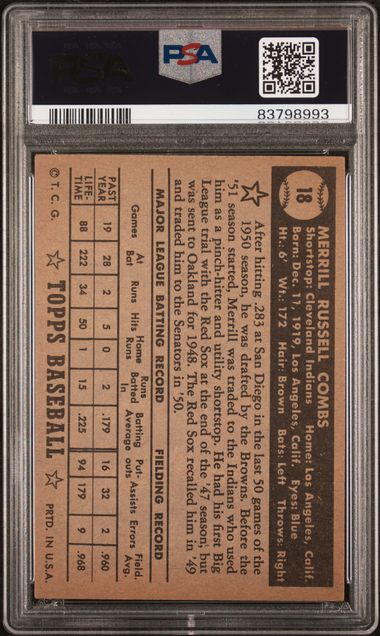 PSA
PSA
83798993
18
MERRILL RUSSELL COMBS
Shortstop: Cleveland Indians Home: Los Angeles, Calif.
Born: Dec. 11, 1919, Los Angeles, Calif. Eyes: Blue
Ht.: 6' Wt.: 172 Hair: Brown Bats: Left Throws: Right
After hitting .283 at San Diego in the last 50 games of the
1950 season, he was drafted by the Browns. Before the
'51 season started, Merrill was traded to the Indians who used
him as a pinch-hitter and utility shortstop. He had his first Big
League trial with the Red Sox at the end of the '47 season, but
was sent to Oakland for 1948. The Red Sox recalled him in '49
and traded him to the Senators in '50.
MAJOR LEAGUE BATTING RECORD FIELDING RECORD
Games At Bat Runs Hits Home Runs Runs Batted In Batting Average Put-outs Assists Errors Field. Avg.
PAST YEAR 19 28 2 5 0 2 .179 16 32 2 .960
LIFE-TIME 88 222 34 50 1 15 .225 94 179 9 .968
© T. C. G. TOPPS BASEBALL PRTD. IN U.S.A.